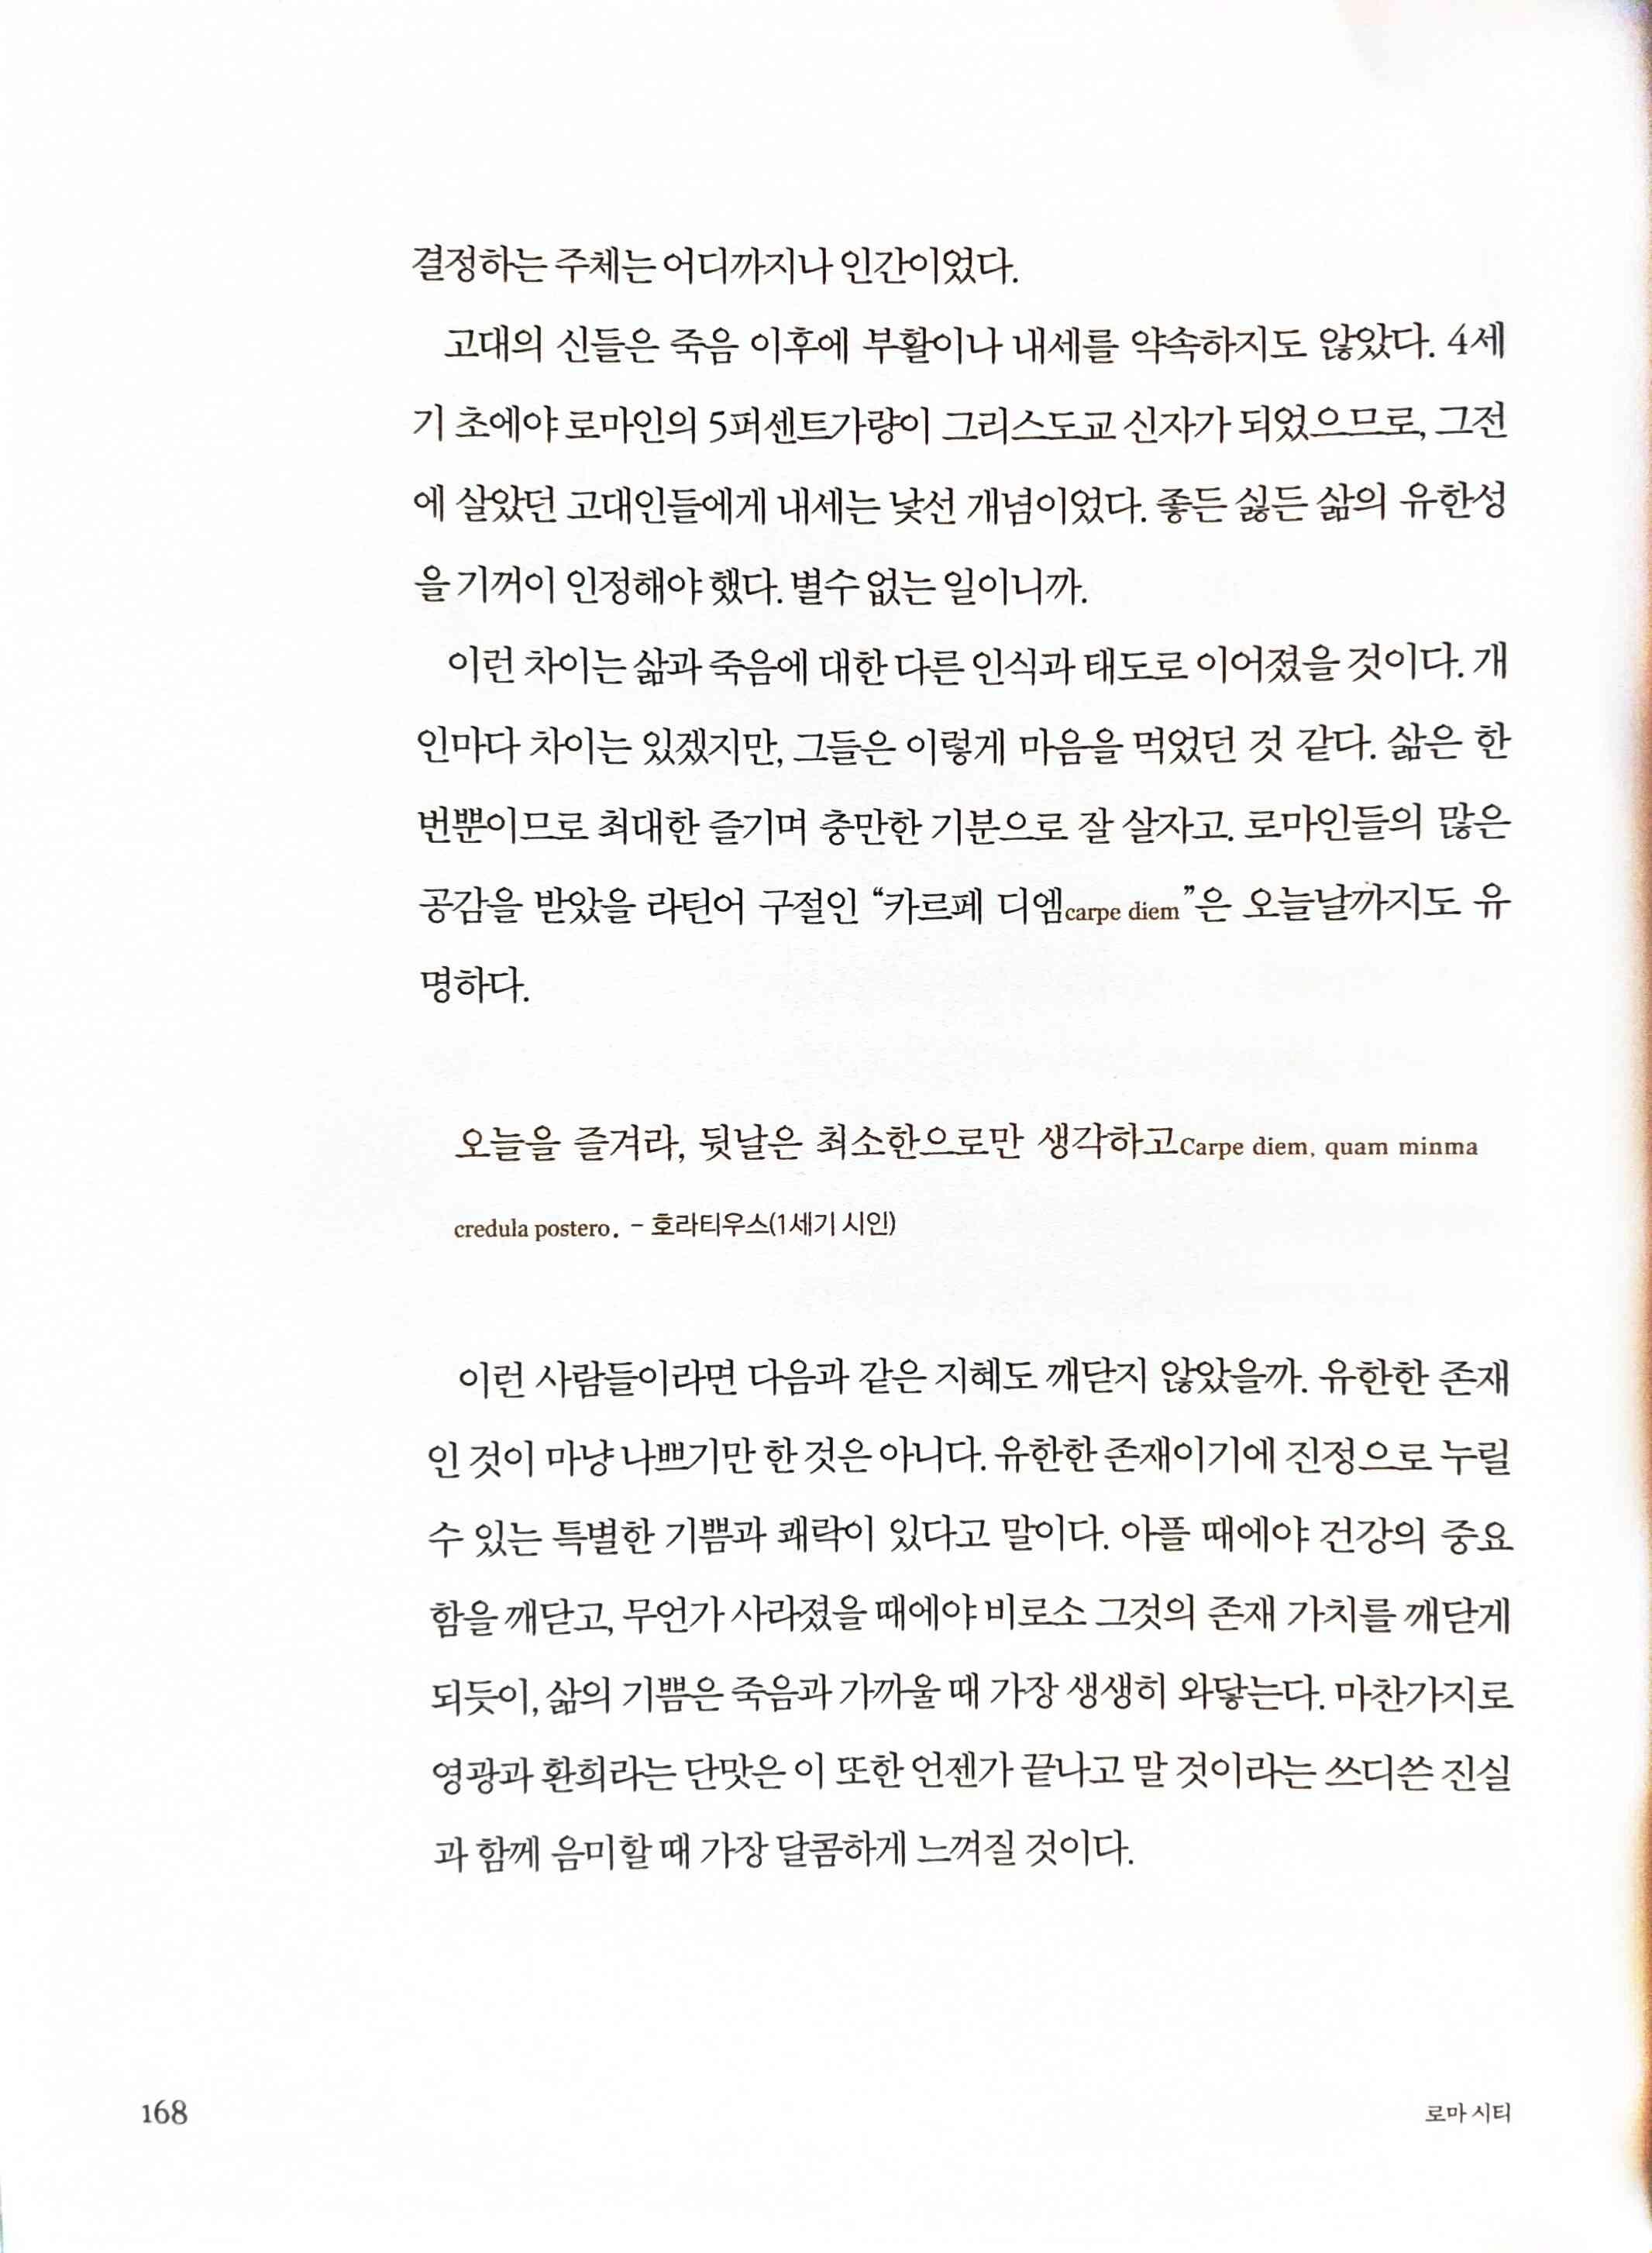 결정하는 주체는 어디까지나 인간이었다.
고대의 신들은 죽음 이후에 부활이나 내세를 약속하지도 않았다. 4세
기 초에야 로마인의 5퍼센트가량이 그리스도교 신자가 되었으므로, 그전
에 살았던 고대인들에게 내세는 낯선 개념이었다. 좋든 싫든 삶의 유한성
을 기꺼이 인정해야 했다. 별수 없는 일이니까.
이런 차이는 삶과 죽음에 대한 다른 인식과 태도로 이어졌을 것이다. 개
인마다 차이는 있겠지만, 그들은 이렇게 마음을 먹었던 것 같다. 삶은 한
번뿐이므로 최대한 즐기며 충만한 기분으로 잘 살자고. 로마인들의 많은
공감을 받았을 라틴어 구절인 “카르페 디엠carpe diem”은 오늘날까지도 유
명하다.
오늘을 즐겨라, 뒷날은 최소한으로만 생각하고Carpe diem, quam minma
credula postero. – 호라티우스(1세기 시인)
이런 사람들이라면 다음과 같은 지혜도 깨닫지 않았을까. 유한한 존재
인 것이 마냥 나쁘기만 한 것은 아니다. 유한한 존재이기에 진정으로 누릴
수 있는 특별한 기쁨과 쾌락이 있다고 말이다. 아플 때에야 건강의 중요
함을 깨닫고, 무언가 사라졌을 때에야 비로소 그것의 존재 가치를 깨닫게
되듯이, 삶의 기쁨은 죽음과 가까울 때 가장 생생히 와닿는다. 마찬가지로
영광과 환희라는 단맛은 이 또한 언젠가 끝나고 말 것이라는 쓰디쓴 진실
과 함께 음미할 때 가장 달콤하게 느껴질 것이다.
168
로마 시티